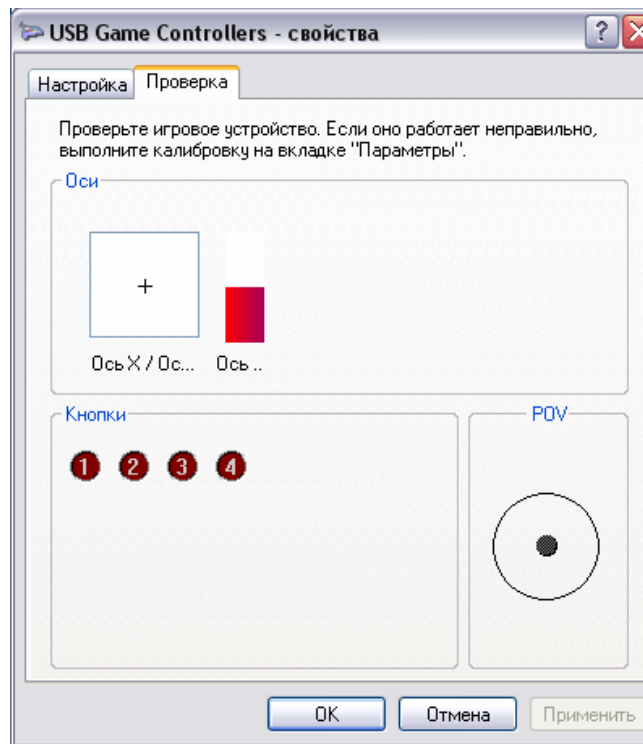 USB Game Controllers - свойства
Настройка
Проверка
Проверьте игровое устройство. Если оно работает неправильно,
выполните калибровку на вкладке "Параметры".
Оси
Ось X / Ос... Ось ..
Кнопки
1 2 3 4
POV
OK Отмена Применить